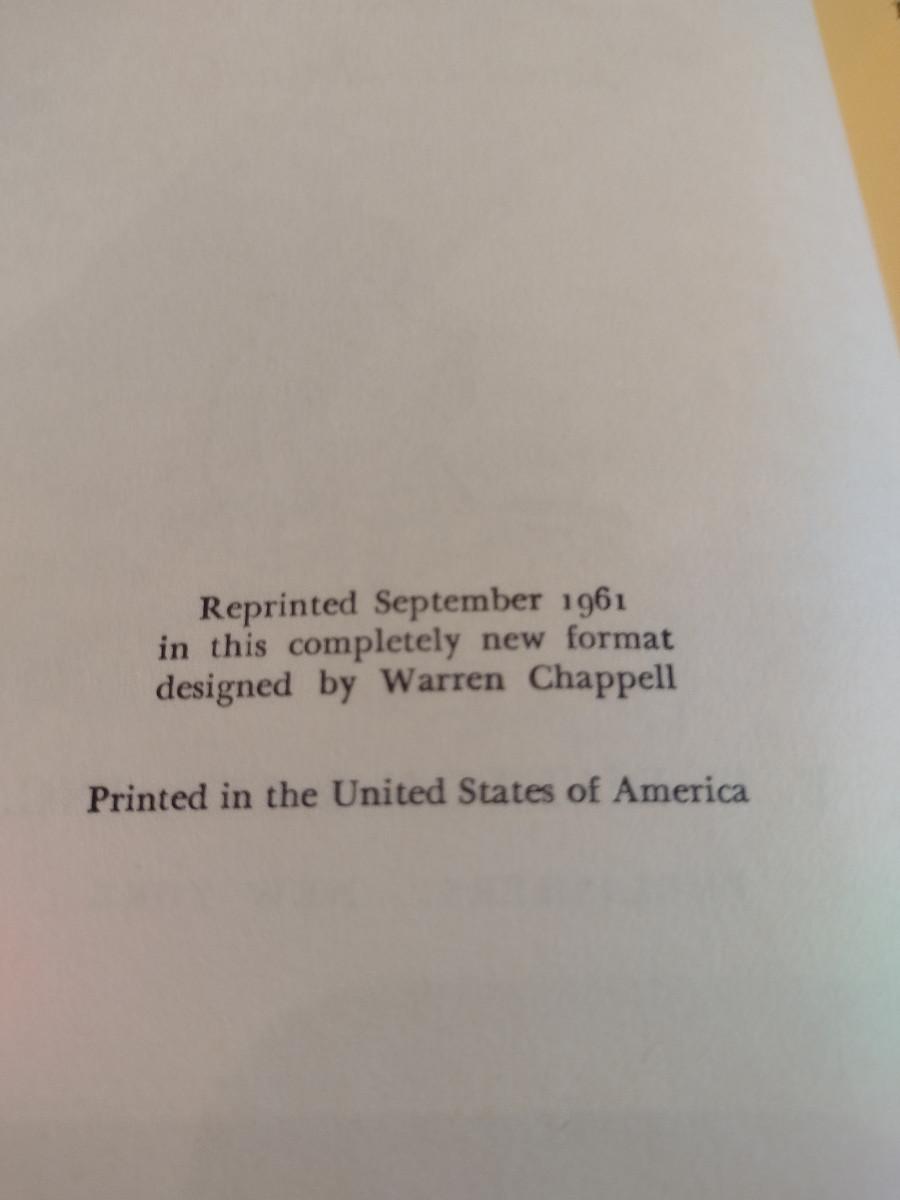 Reprinted September 1961
in this completely new format
designed by Warren Chappell
Printed in the United States of America